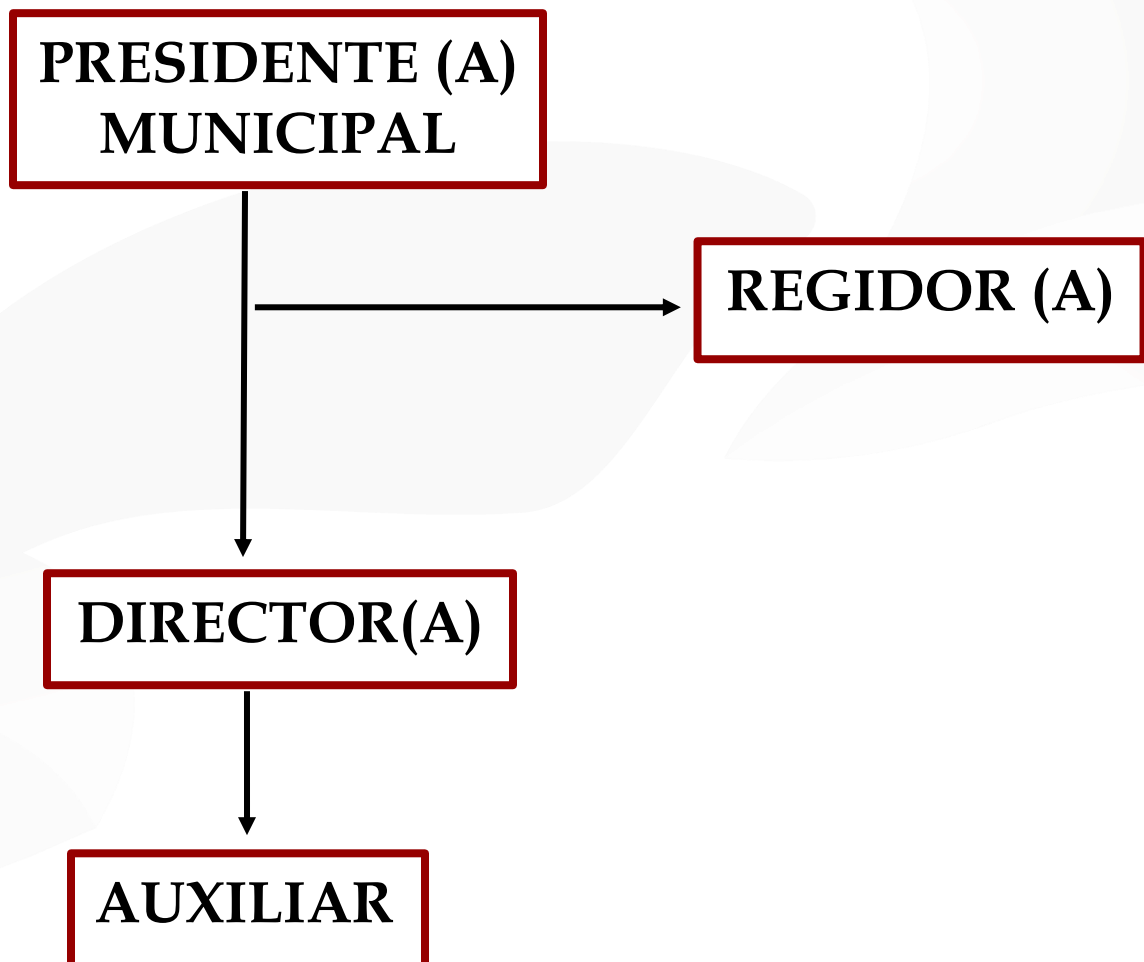 PRESIDENTE (A)
MUNICIPAL
REGIDOR (A)
DIRECTOR(A)
AUXILIAR